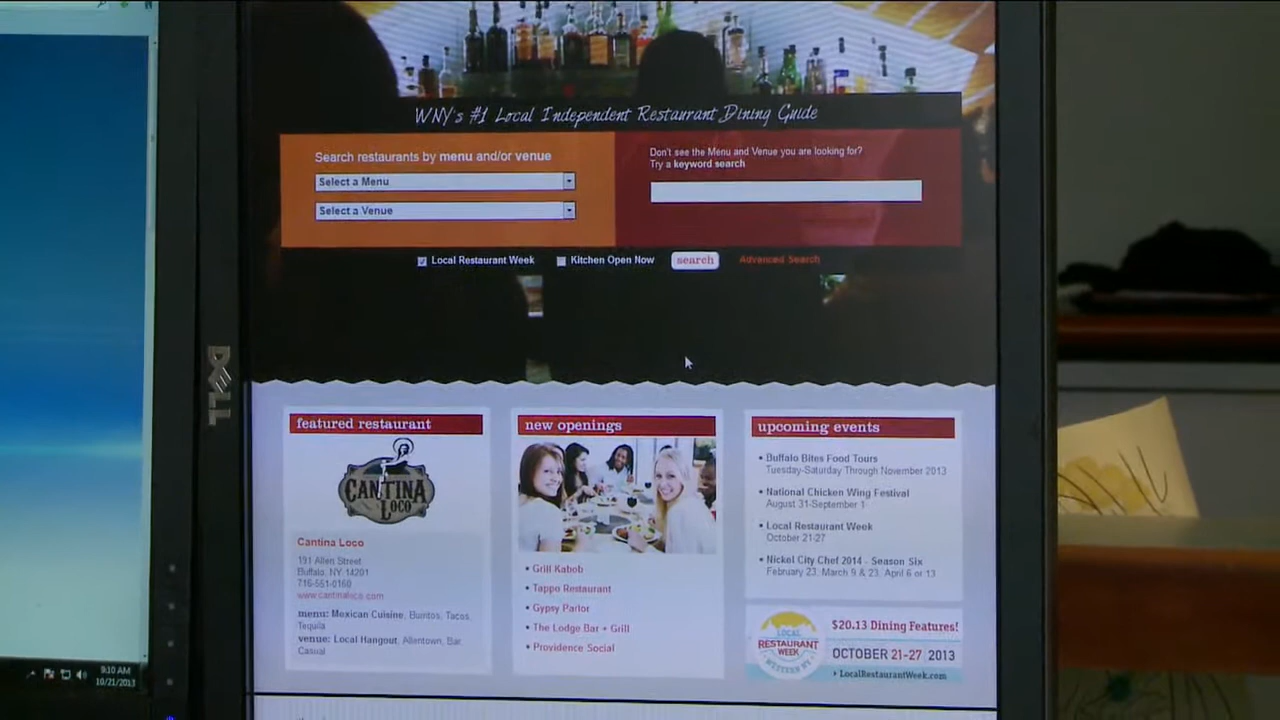 WNY's #1 Local Independent Restaurant Dining Guide
Search restaurants by menu and/or venue
Select a Menu
Select a Venue
Don't see the Menu and Venue you are looking for?
Try a keyword search
Local Restaurant Week
Kitchen Open Now
search
Advanced Search
DELL
featured restaurant
CANTINA
LOCO
Cantina Loco
191 Allen Street
Buffalo, NY 14201
716-551-0160
www.cantinaloco.com
menu: Mexican Cuisine, Burritos, Tacos,
Tequila
venue: Local Hangout, Allentown, Bar,
Casual
new openings
• Grill Kabob
• Tappo Restaurant
• Gypsy Parlor
• The Lodge Bar + Grill
• Providence Social
upcoming events
• Buffalo Bites Food Tours
Tuesday-Saturday Through November 2013
• National Chicken Wing Festival
August 31-September 1
• Local Restaurant Week
October 21-27
• Nickel City Chef 2014 - Season Six
February 23, March 9 & 23, April 6 or 13
LOCAL
RESTAURANT
WEEK
WESTERN NY
$20.13 Dining Features!
OCTOBER 21-27 2013
LocalRestaurantWeek.com
9:10 AM
10/21/2013